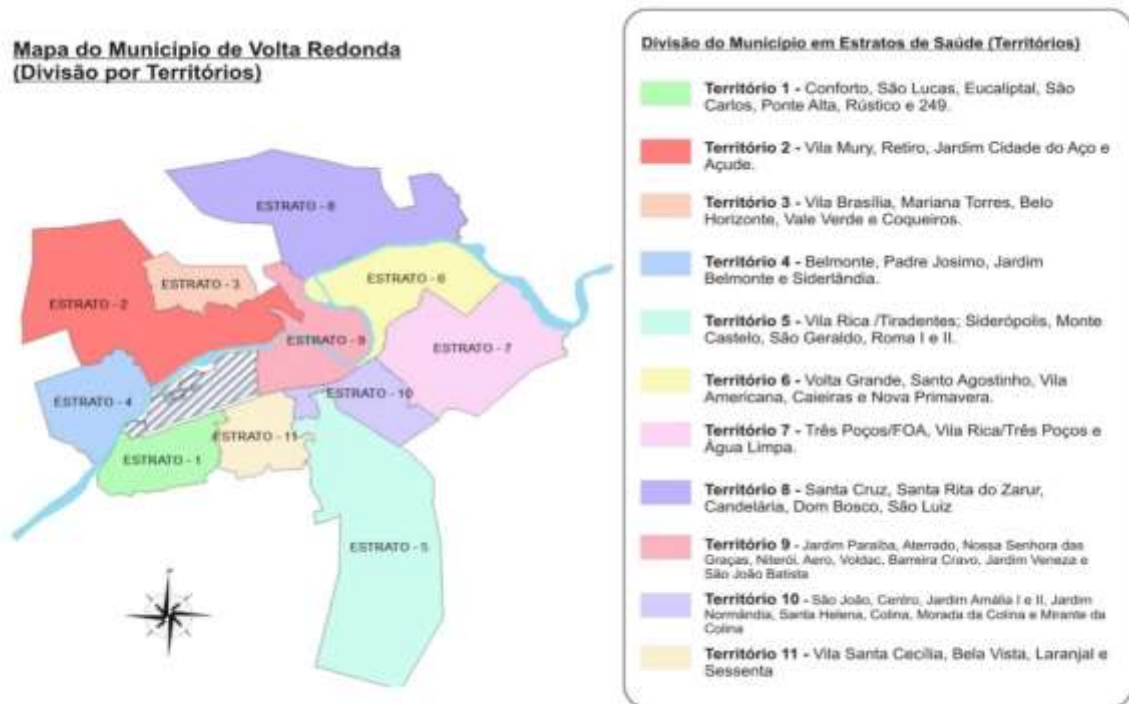 Mapa do Municipio de Volta Redonda
(Divisão por Territórios)
ESTRATO - 8
ESTRATO - 6
ESTRATO - 3
ESTRATO - 2
ESTRATO - 9
ESTRATO - 7
ESTRATO - 4
ESTRATO - 10
ESTRATO - 11
ESTRATO - 1
ESTRATO - 5
Divisão do Município em Estratos de Saúde (Territórios)
Território 1 - Conforto, São Lucas, Eucaliptal, São
Carlos, Ponte Alta, Rústico e 249.
Território 2 - Vila Mury, Retiro, Jardim Cidade do Aço e
Açude.
Território 3 - Vila Brasília, Mariana Torres, Belo
Horizonte, Vale Verde e Coqueiros.
Território 4 - Belmonte, Padre Josimo, Jardim
Belmonte e Siderlândia.
Território 5 - Vila Rica /Tiradentes; Siderópolis, Monte
Castelo, São Geraldo, Roma I e II.
Território 6 - Volta Grande, Santo Agostinho, Vila
Americana, Caieiras e Nova Primavera.
Território 7 - Três Poços/FOA, Vila Rica/Três Poços e
Água Limpa.
Território 8 - Santa Cruz, Santa Rita do Zarur,
Candelária, Dom Bosco, São Luiz
Território 9 - Jardim Paraíba, Aterrado, Nossa Senhora das
Graças, Niterói, Aero, Voldac, Barreira Cravo, Jardim Veneza e
São João Batista
Território 10 - São João, Centro, Jardim Amália I e II, Jardim
Normândia, Santa Helena, Colina, Morada da Colina e Mirante da
Colina
Território 11 - Vila Santa Cecília, Bela Vista, Laranjal e
Sessenta